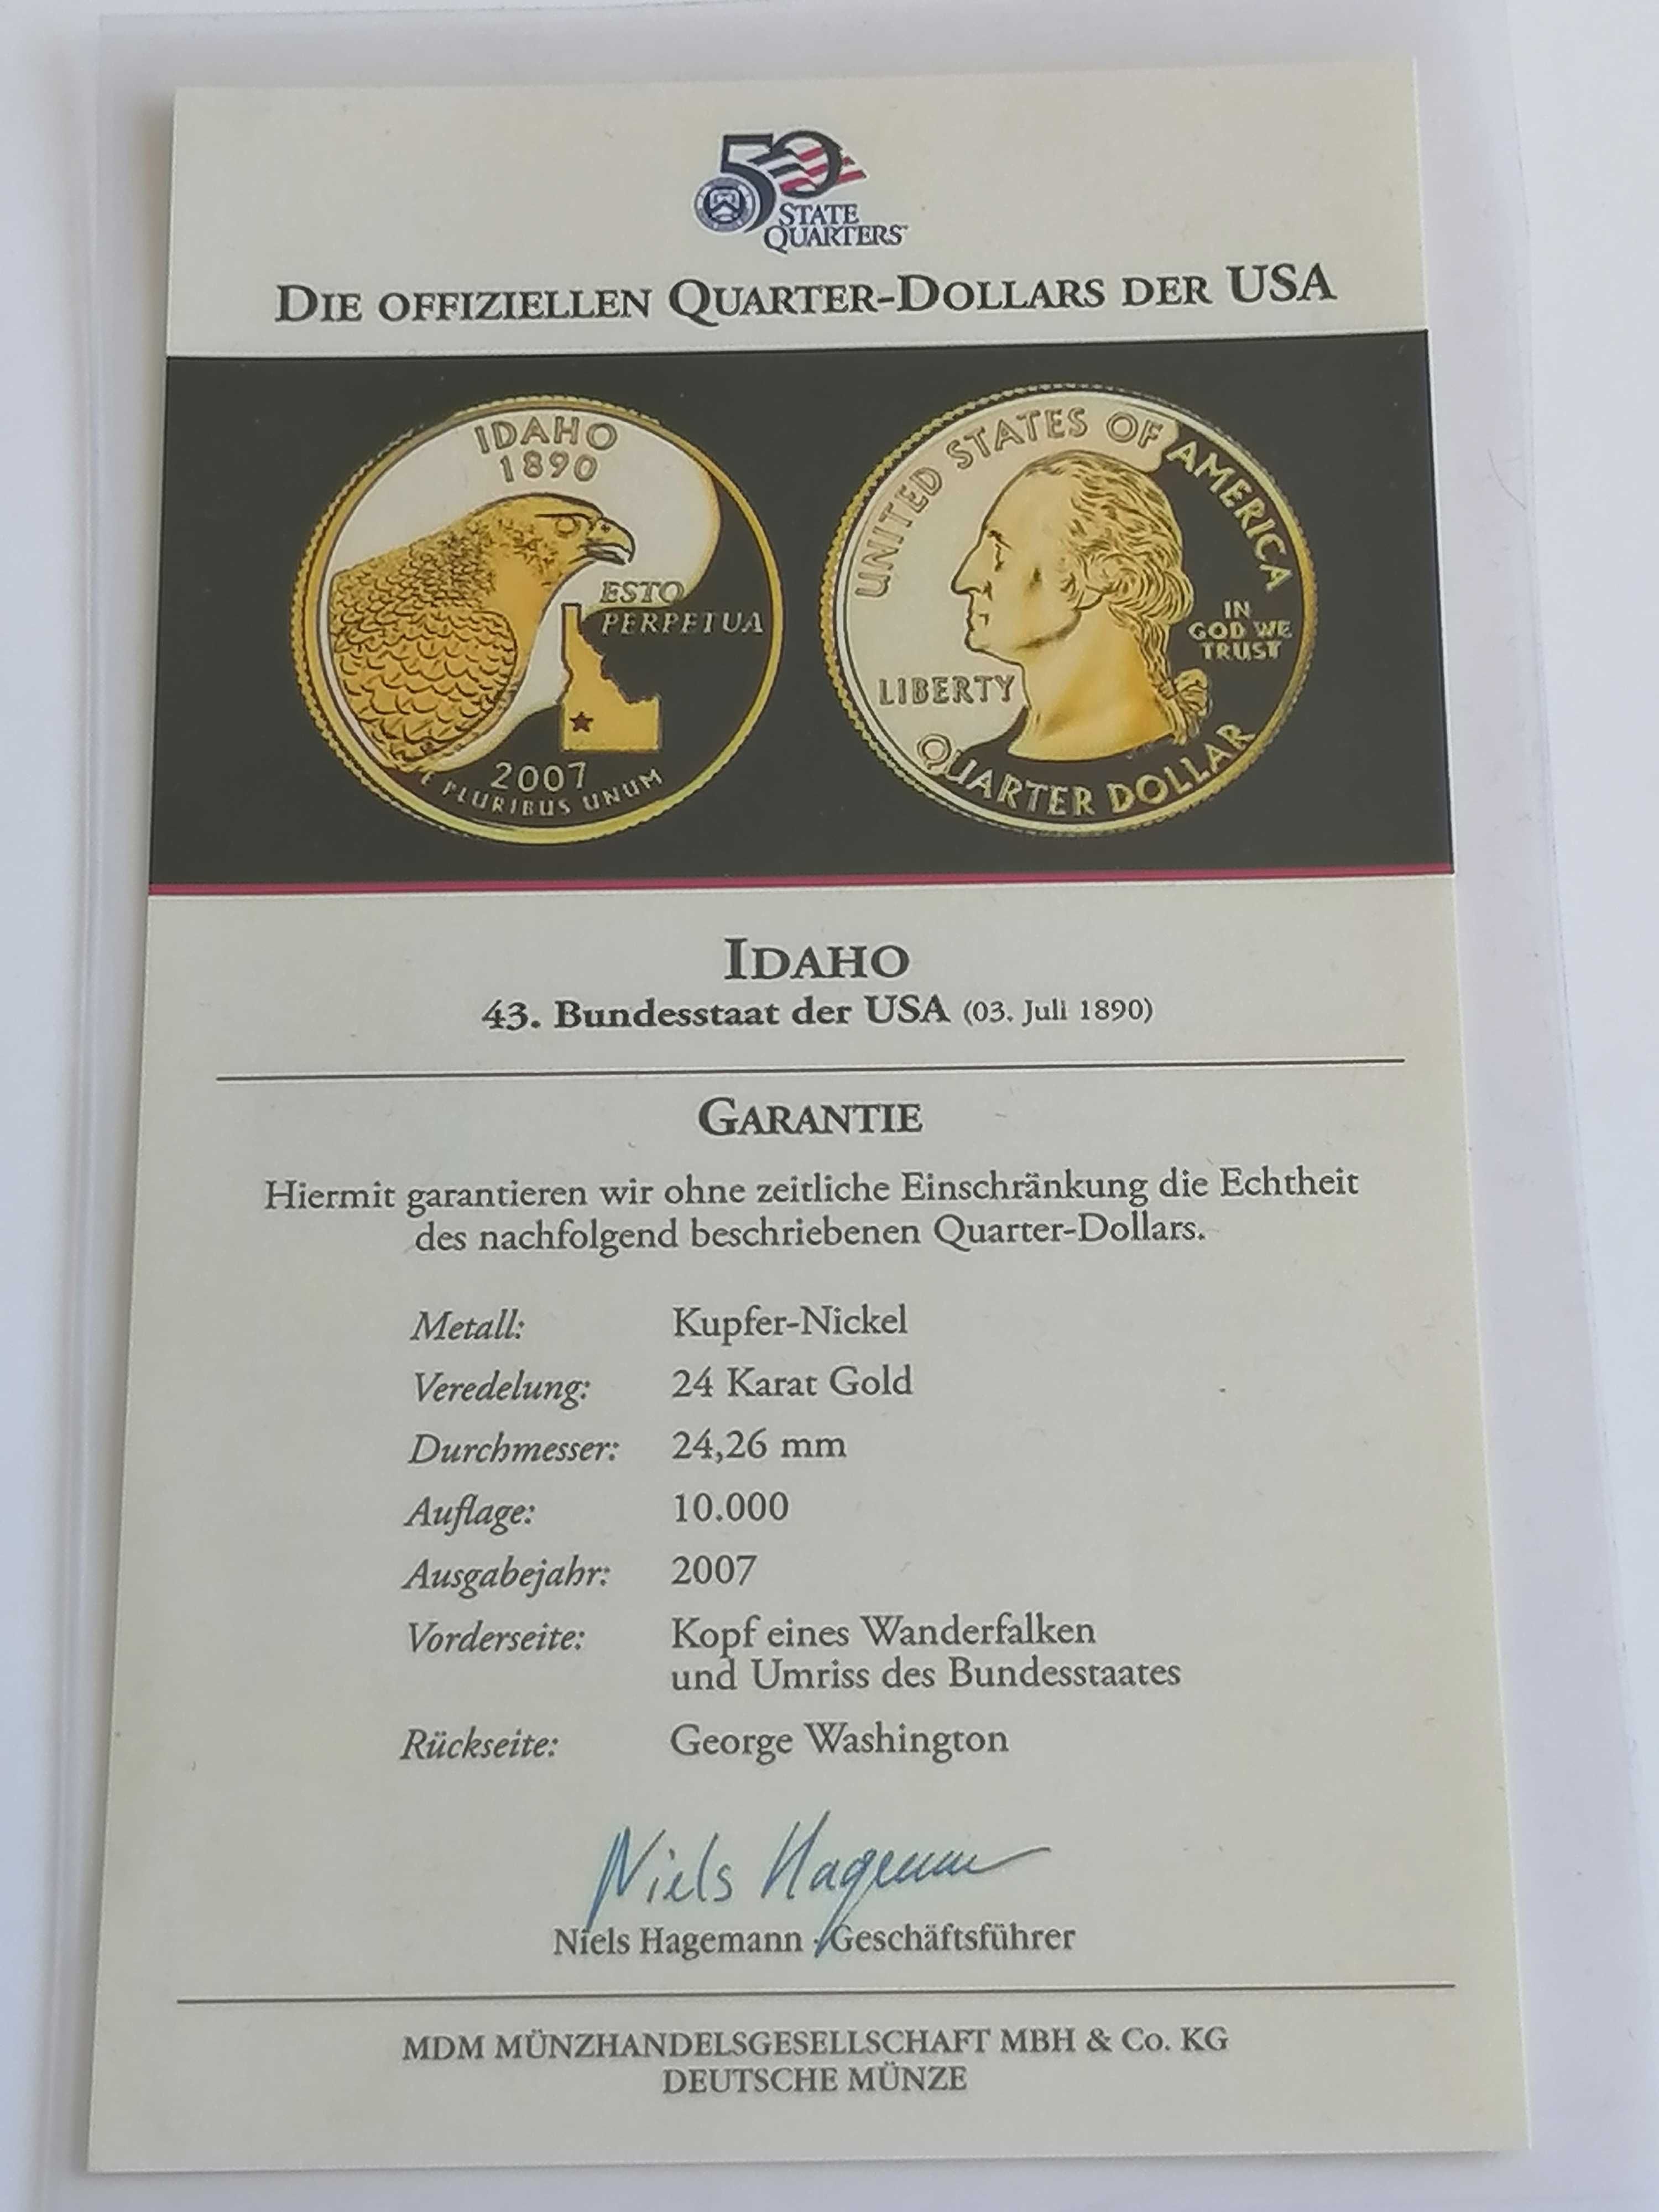 50
STATE
QUARTERS
DIE OFFIZIELLEN QUARTER-DOLLARS DER USA
IDAHO
1890
ESTO
PERPETUA
2007
E PLURIBUS UNUM
UNITED STATES OF AMERICA
IN
GOD WE
TRUST
LIBERTY
QUARTER DOLLAR
IDAHO
43. Bundesstaat der USA (03. Juli 1890)
GARANTIE
Hiermit garantieren wir ohne zeitliche Einschränkung die Echtheit
des nachfolgend beschriebenen Quarter-Dollars.
Metall: Kupfer-Nickel
Veredelung: 24 Karat Gold
Durchmesser: 24,26 mm
Auflage: 10.000
Ausgabejahr: 2007
Vorderseite: Kopf eines Wanderfalken
und Umriss des Bundesstaates
Rückseite: George Washington
Niels Hagemann
Niels Hagemann · Geschäftsführer
MDM MÜNZHANDELSGESELLSCHAFT MBH & Co. KG
DEUTSCHE MÜNZE